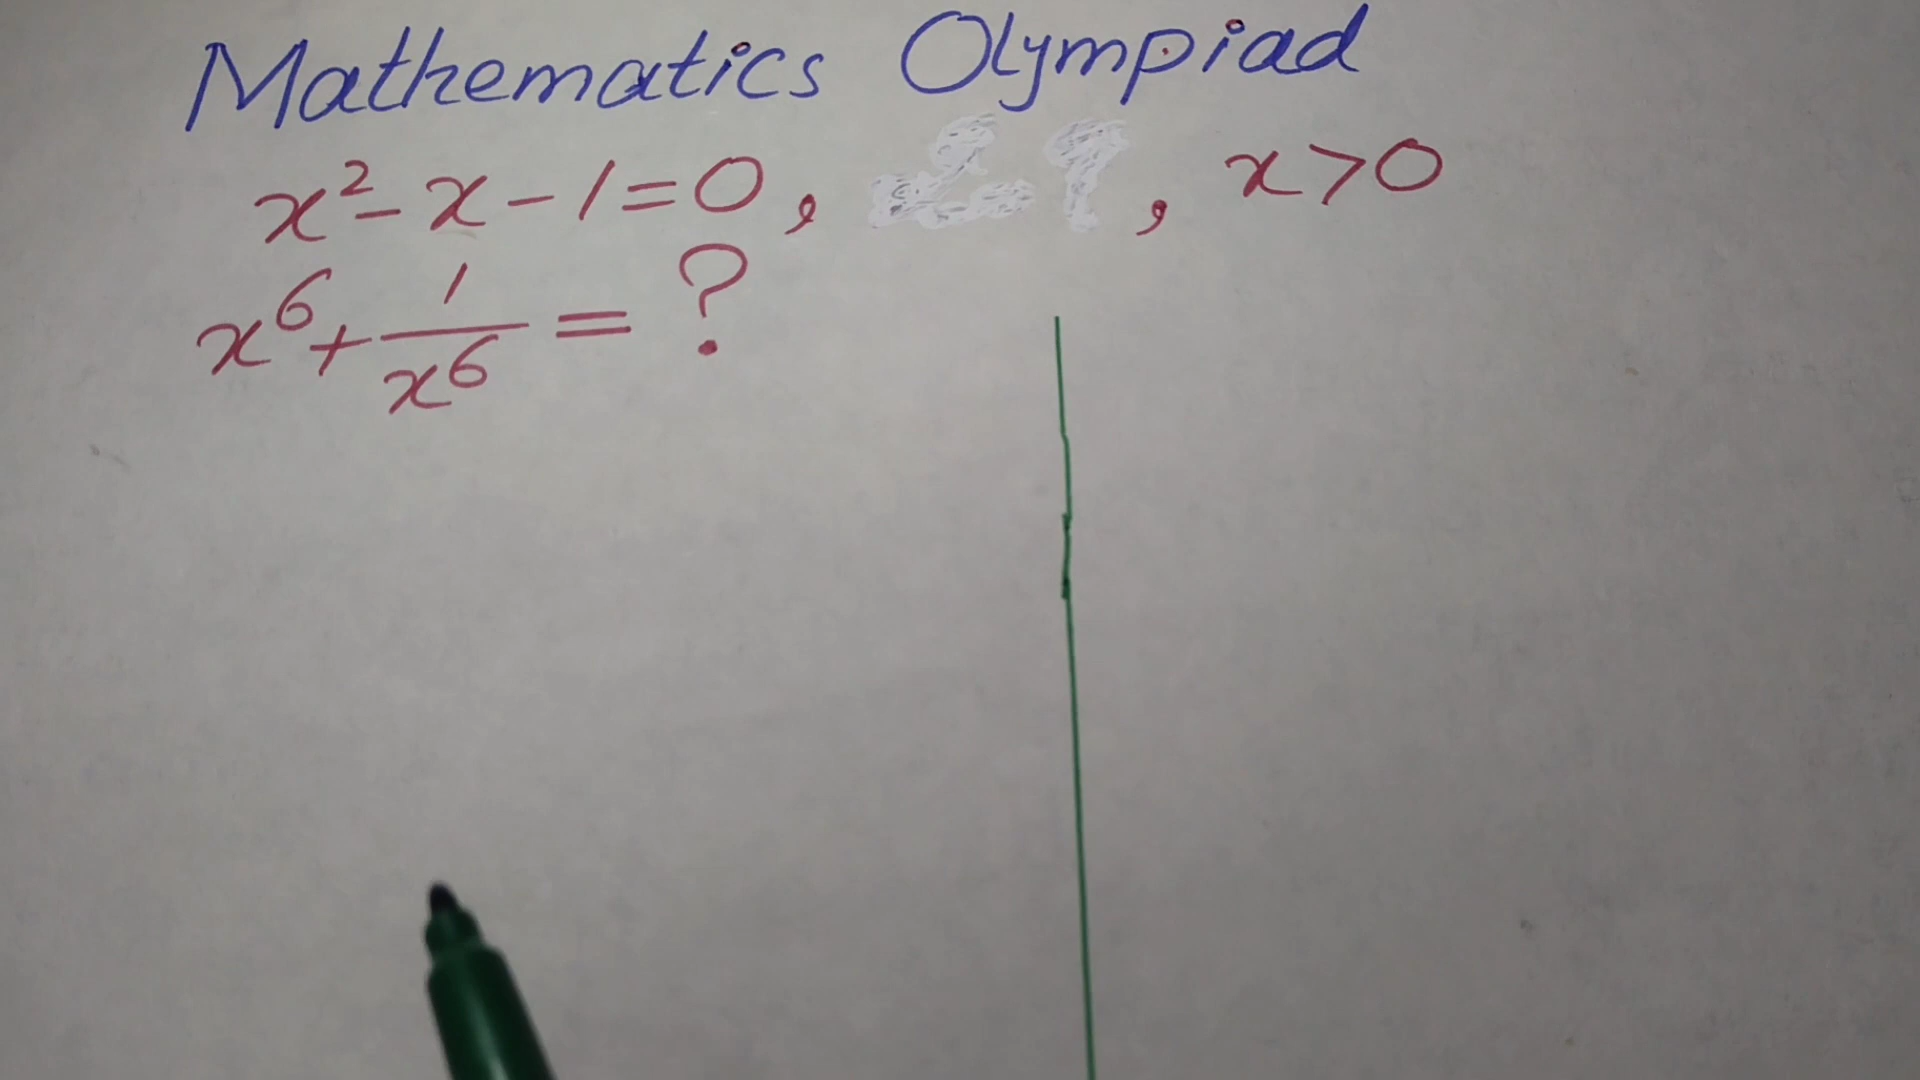 Mathematics Olympiad
x²-x-1=0, , x>0
x⁶+1/x⁶=?